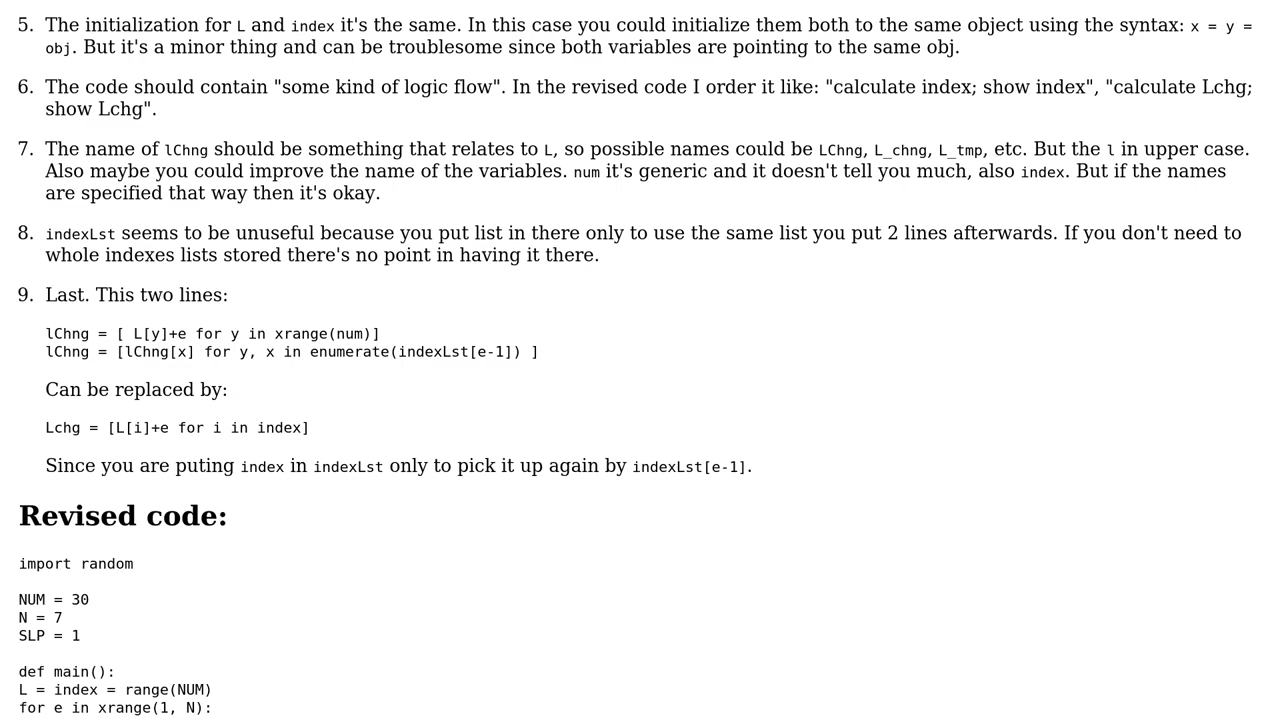 5. The initialization for L and index it's the same. In this case you could initialize them both to the same object using the syntax: x = y =
obj. But it's a minor thing and can be troublesome since both variables are pointing to the same obj.
6. The code should contain "some kind of logic flow". In the revised code I order it like: "calculate index; show index", "calculate Lchg;
show Lchg".
7. The name of lChng should be something that relates to L, so possible names could be LChng, L_chng, L_tmp, etc. But the l in upper case.
Also maybe you could improve the name of the variables. num it's generic and it doesn't tell you much, also index. But if the names
are specified that way then it's okay.
8. indexLst seems to be unuseful because you put list in there only to use the same list you put 2 lines afterwards. If you don't need to
whole indexes lists stored there's no point in having it there.
9. Last. This two lines:
lChng = [ L[y]+e for y in xrange(num)]
lChng = [lChng[x] for y, x in enumerate(indexLst[e-1]) ]
Can be replaced by:
Lchg = [L[i]+e for i in index]
Since you are puting index in indexLst only to pick it up again by indexLst[e-1].
Revised code:
import random
NUM = 30
N = 7
SLP = 1
def main():
L = index = range(NUM)
for e in xrange(1, N):